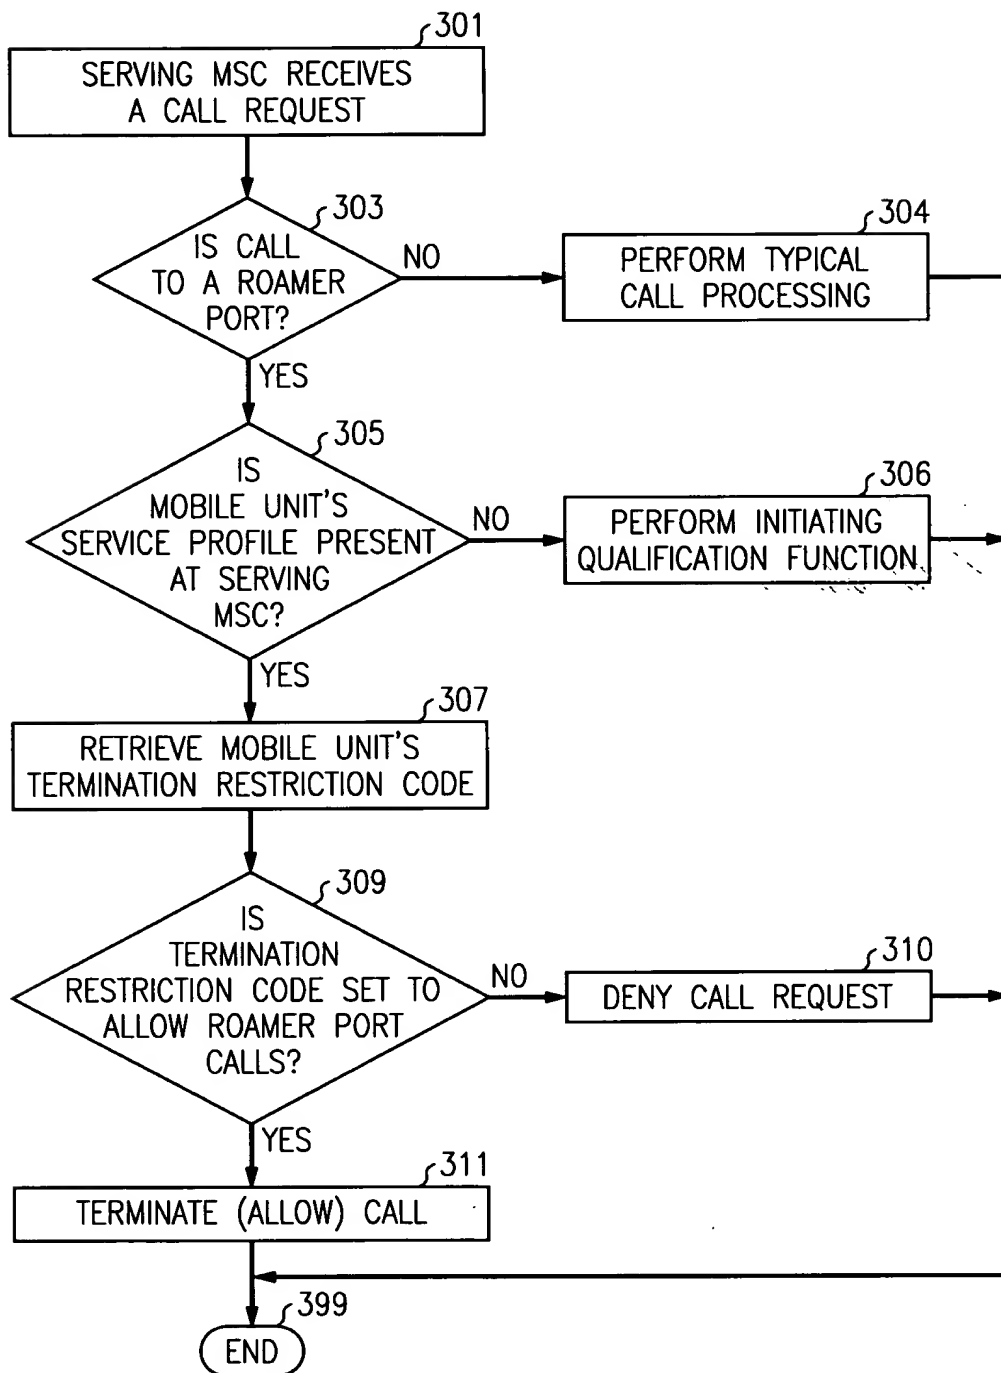 301
SERVING MSC RECEIVES
A CALL REQUEST
303
IS CALL
TO A ROAMER
PORT?
NO
304
PERFORM TYPICAL
CALL PROCESSING
YES
305
IS
MOBILE UNIT'S
SERVICE PROFILE PRESENT
AT SERVING
MSC?
NO
306
PERFORM INITIATING
QUALIFICATION FUNCTION
YES
307
RETRIEVE MOBILE UNIT'S
TERMINATION RESTRICTION CODE
309
IS
TERMINATION
RESTRICTION CODE SET TO
ALLOW ROAMER PORT
CALLS?
NO
310
DENY CALL REQUEST
YES
311
TERMINATE (ALLOW) CALL
399
END